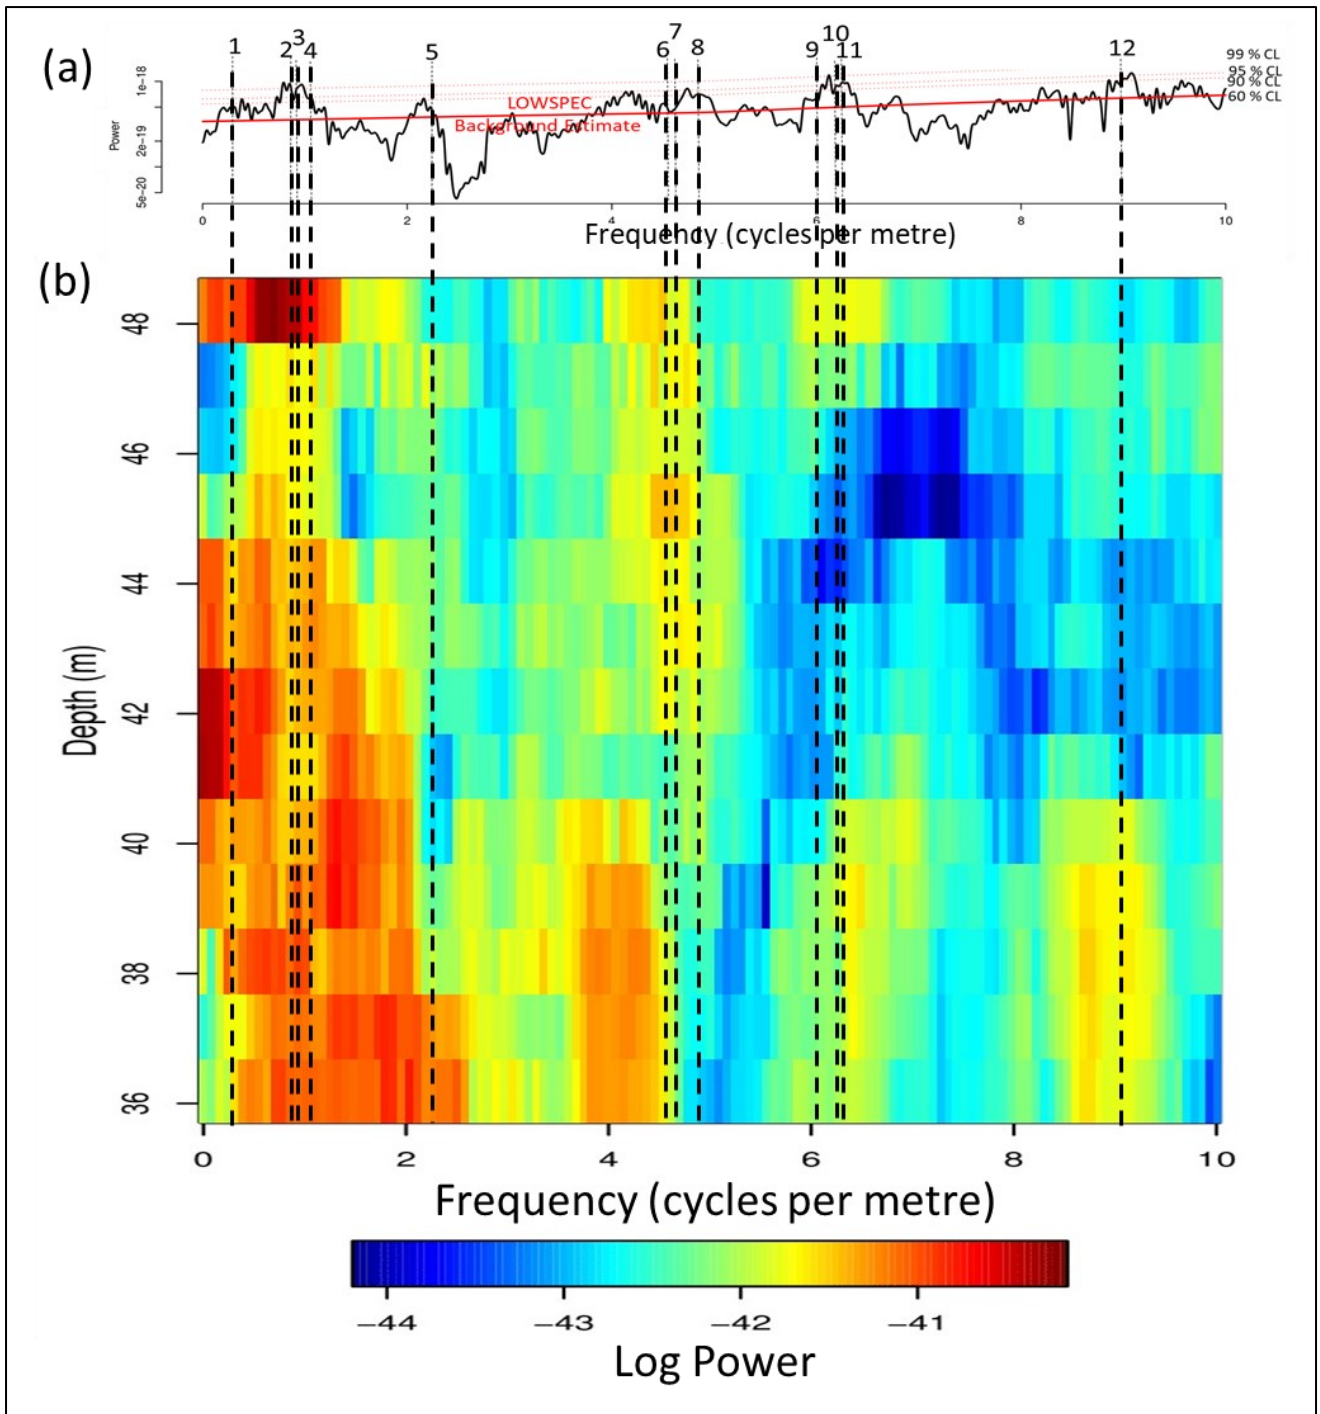 (a)
1 2 3 4 5 6 7 8 9 10 11 12
99 % CL
95 % CL
90 % CL
60 % CL
LOWSPEC
Background Estimate
Power
1e−18
2e−19
5e−20
0 2 4 6 8 10
Frequency (cycles per metre)
(b)
Depth (m)
48
46
44
42
40
38
36
0 2 4 6 8 10
Frequency (cycles per metre)
−44 −43 −42 −41
Log Power